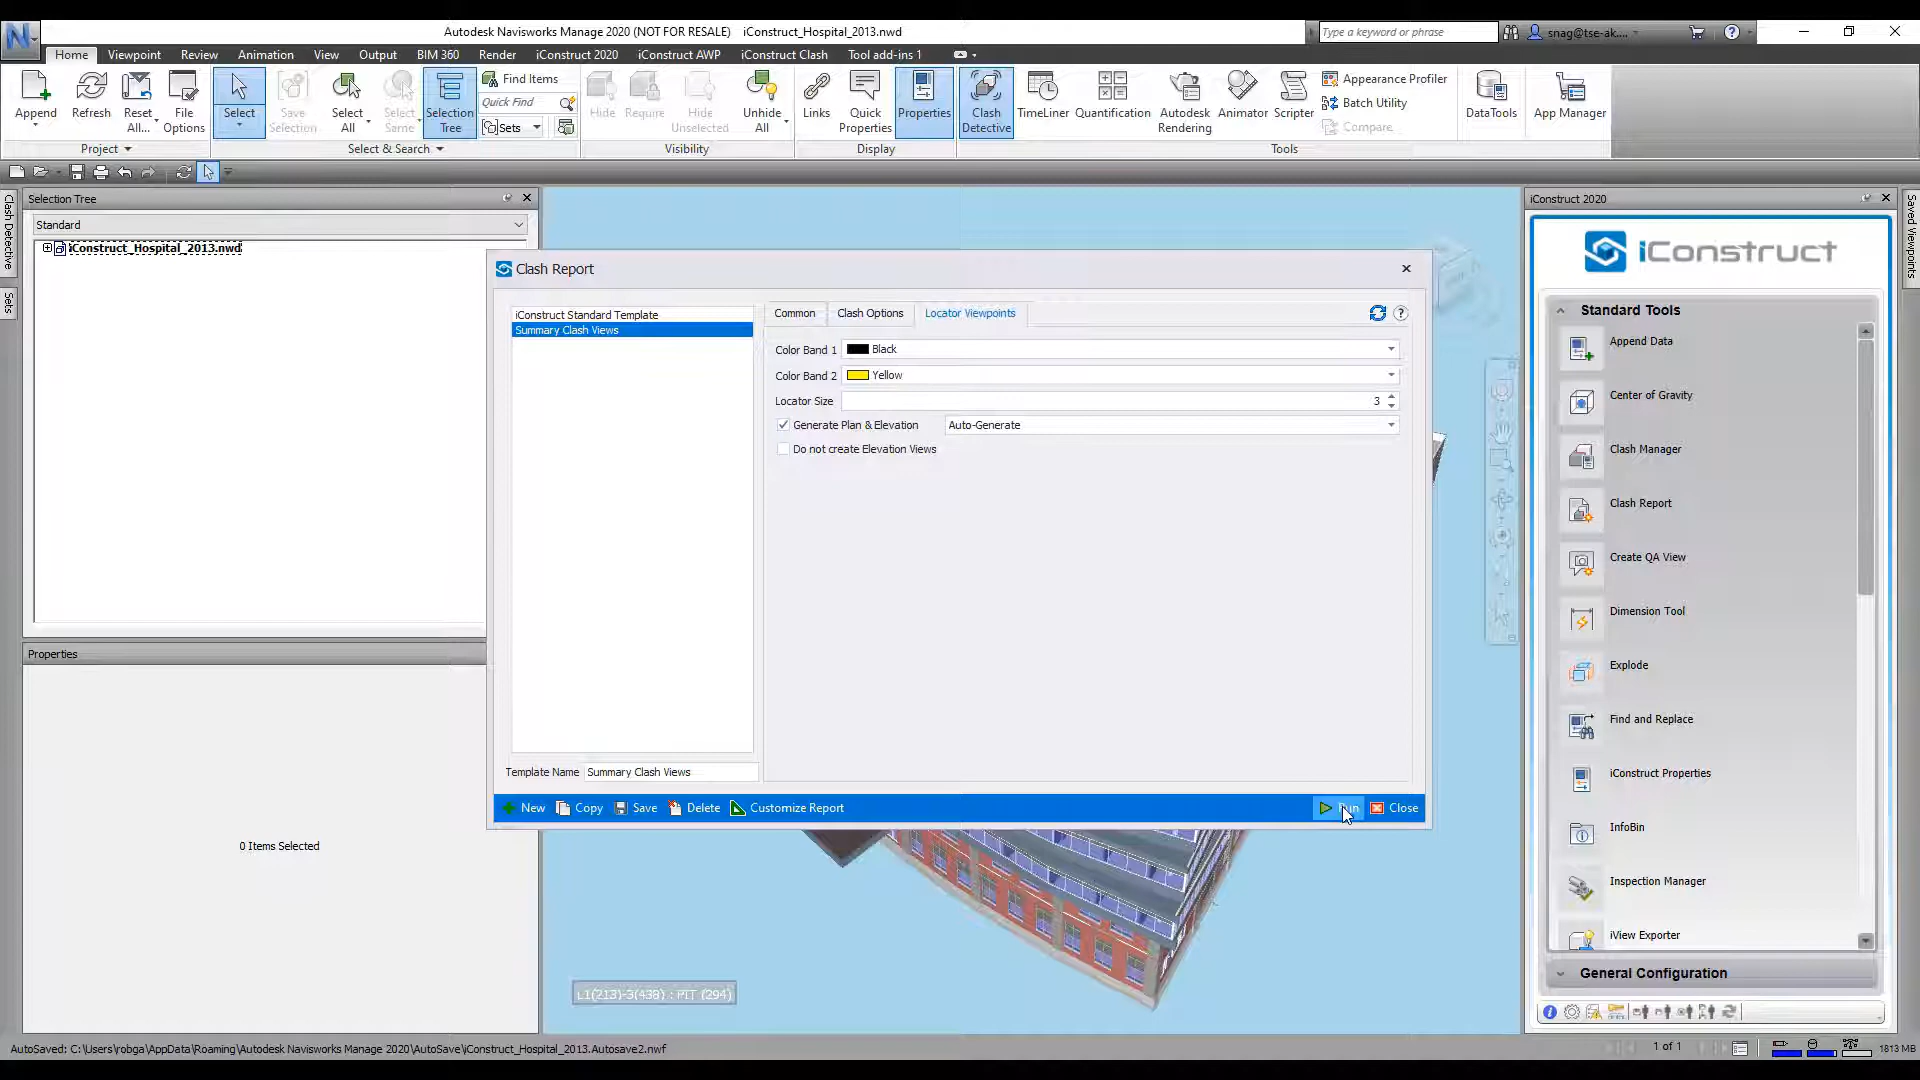 Autodesk Navisworks Manage 2020 (NOT FOR RESALE) iConstruct_Hospital_2013.nwd
Type a keyword or phrase
snag@tse-ak....
Home Viewpoint Review Animation View Output BIM 360 Render iConstruct 2020 iConstruct AWP iConstruct Clash Tool add-ins 1
Append
Refresh
Reset All...
File Options
Project
Select
Save Selection
Select All
Select Same
Selection Tree
Find Items
Quick Find
Sets
Select & Search
Hide
Require
Hide Unselected
Unhide All
Visibility
Links
Quick Properties
Properties
Display
Clash Detective
TimeLiner
Quantification
Autodesk Rendering
Animator
Scripter
Appearance Profiler
Batch Utility
Compare
DataTools
App Manager
Tools
Clash Detective
Sets
Selection Tree
Standard
iConstruct_Hospital_2013.nwd
Properties
0 Items Selected
Clash Report
iConstruct Standard Template
Summary Clash Views
Template Name Summary Clash Views
Common Clash Options Locator Viewpoints
Color Band 1 Black
Color Band 2 Yellow
Locator Size 3
Generate Plan & Elevation Auto-Generate
Do not create Elevation Views
New Copy Save Delete Customize Report Run Close
L1(213)-3(438) : PIT (294)
iConstruct 2020
iConstruct
Standard Tools
Append Data
Center of Gravity
Clash Manager
Clash Report
Create QA View
Dimension Tool
Explode
Find and Replace
iConstruct Properties
InfoBin
Inspection Manager
iView Exporter
General Configuration
Saved Viewpoints
AutoSaved: C:\Users\robga\AppData\Roaming\Autodesk Navisworks Manage 2020\AutoSave\iConstruct_Hospital_2013.Autosave2.nwf
1 of 1
1813 MB